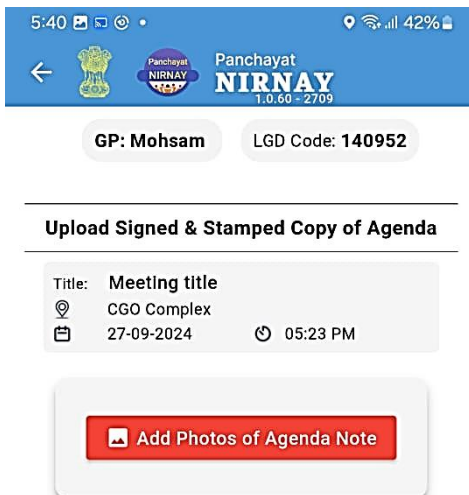 5:40 42%
Panchayat
NIRNAY
Panchayat
NIRNAY
1.0.60 - 2709
GP: Mohsam LGD Code: 140952
Upload Signed & Stamped Copy of Agenda
Title: Meeting title
CGO Complex
27-09-2024 05:23 PM
Add Photos of Agenda Note